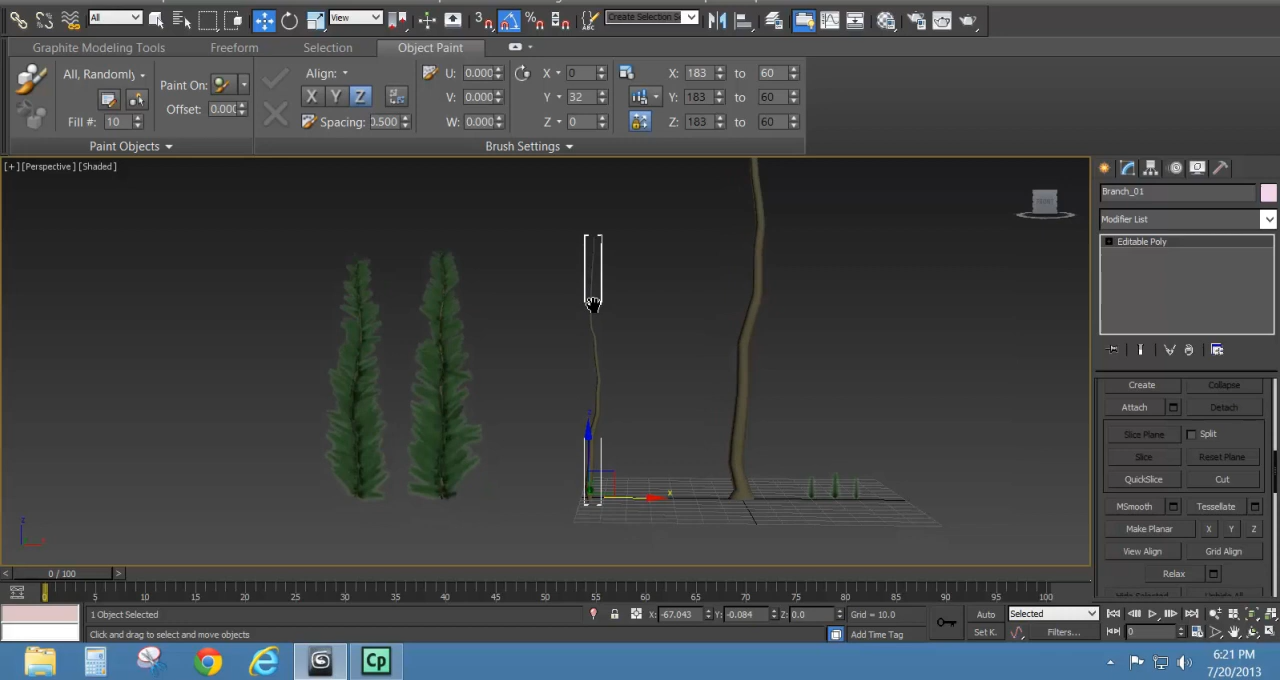 All
View
3
%
ABC
Create Selection S
Graphite Modeling Tools Freeform Selection Object Paint
All, Randomly Paint On: Align: U: 0.000 X 0 X: 183 to 60
X Y Z V: 0.000 Y 32 Y: 183 to 60
Offset: 0.000
Fill #: 10 Spacing: 0.500 W: 0.000 Z 0 Z: 183 to 60
Paint Objects Brush Settings
[+] [Perspective] [Shaded]
Branch_01
Modifier List
Editable Poly
Create Collapse
Attach Detach
Slice Plane Split
Slice Reset Plane
QuickSlice Cut
MSmooth Tessellate
Make Planar X Y Z
View Align Grid Align
Relax
z
x
z
< 0 / 100 >
0 5 10 15 20 25 30 35 40 45 50 55 60 65 70 75 80 85 90 95 100
1 Object Selected X: -67.043 Y: -0.084 Z: 0.0 Grid = 10.0 Auto Selected
Click and drag to select and move objects Add Time Tag Set K. Filters... 0
Cp
6:21 PM
7/20/2013